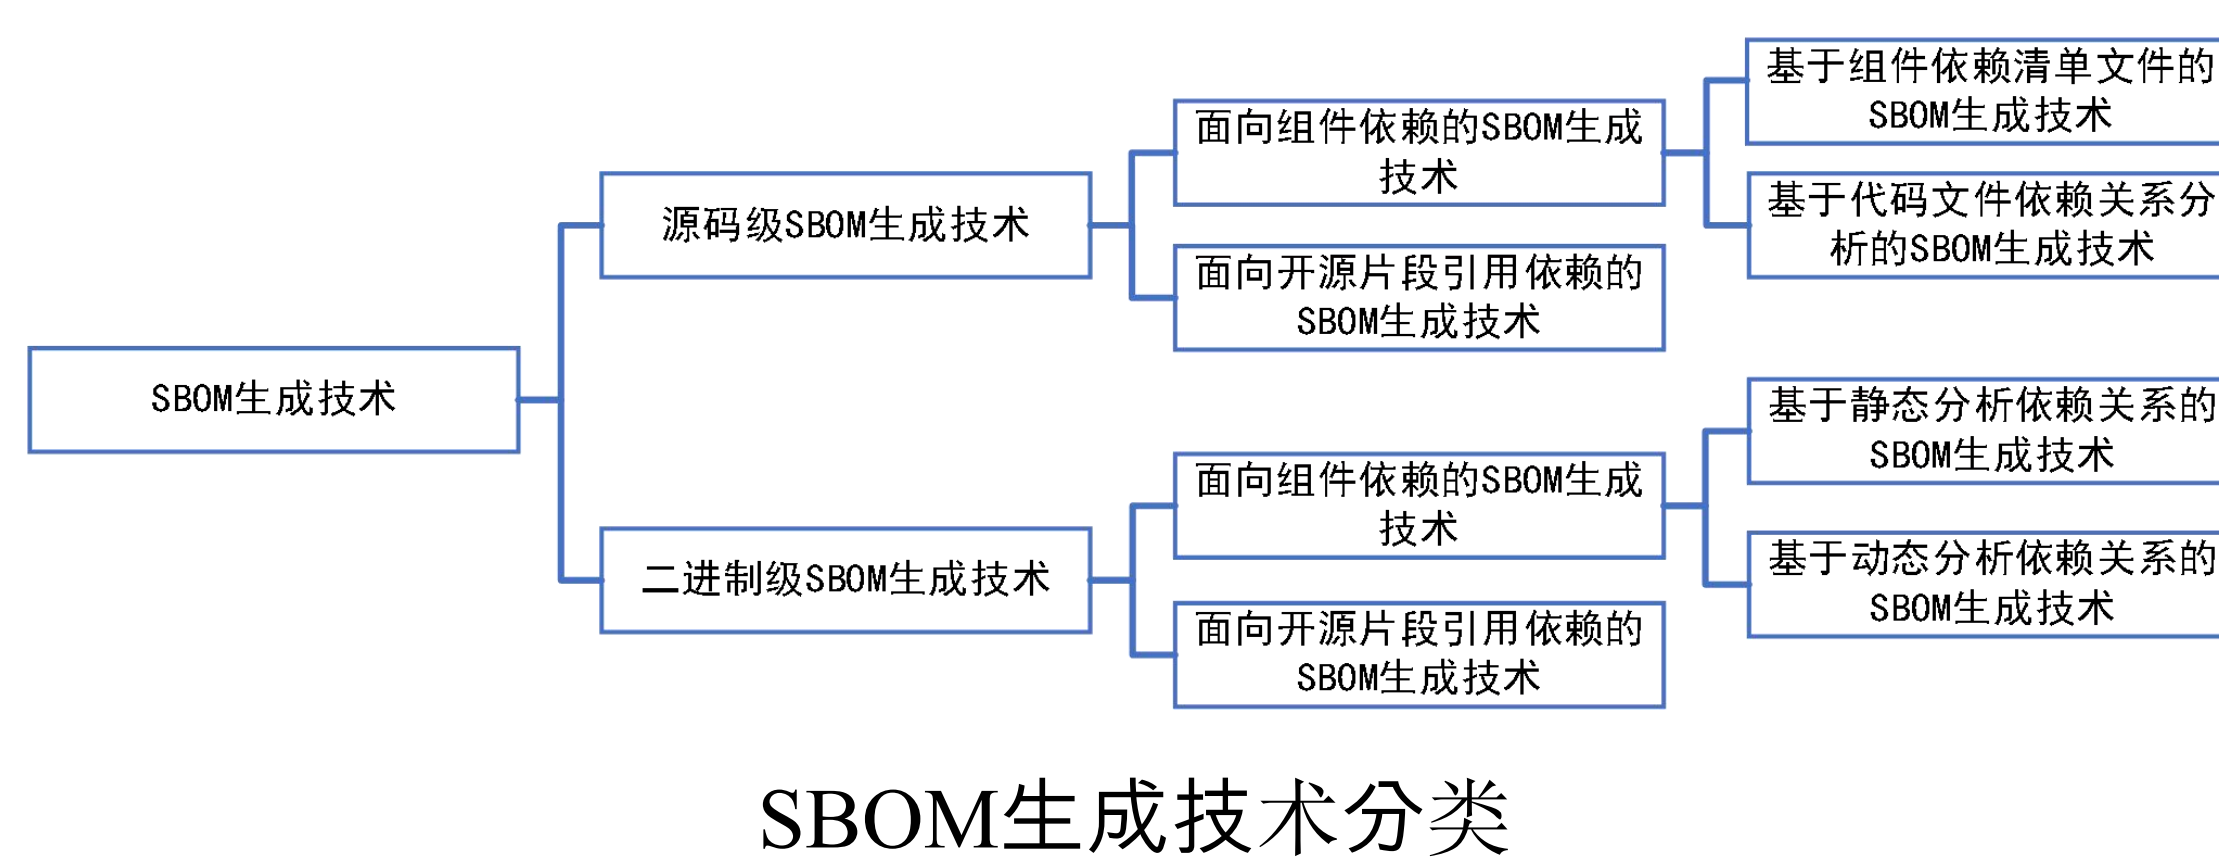 SBOM生成技术
源码级SBOM生成技术
面向组件依赖的SBOM生成
技术
基于组件依赖清单文件的
SBOM生成技术
基于代码文件依赖关系分
析的SBOM生成技术
面向开源片段引用依赖的
SBOM生成技术
二进制级SBOM生成技术
面向组件依赖的SBOM生成
技术
基于静态分析依赖关系的
SBOM生成技术
基于动态分析依赖关系的
SBOM生成技术
面向开源片段引用依赖的
SBOM生成技术
SBOM生成技术分类